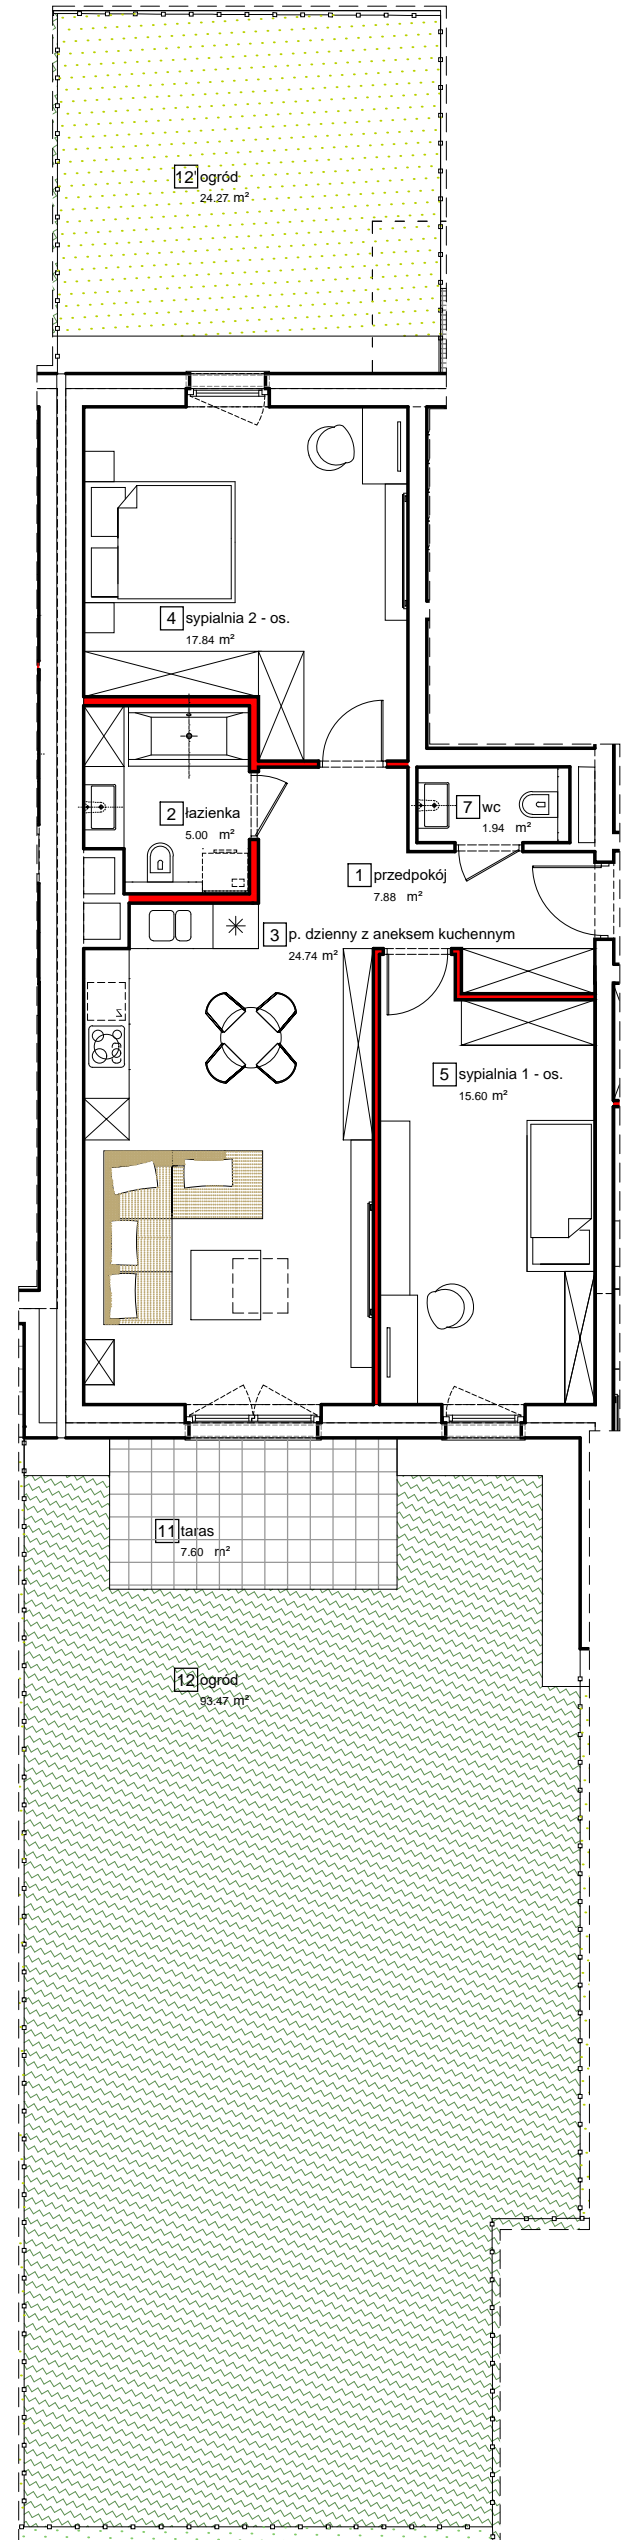 12' ogród
24.27 m²
4 sypialnia 2 - os.
17.84 m²
2 łazienka
5.00 m²
7 wc
1.94 m²
1 przedpokój
7.88 m²
3 p. dzienny z aneksem kuchennym
24.74 m²
5 sypialnia 1 - os.
15.60 m²
11 taras
7.60 m²
12 ogród
93.47 m²